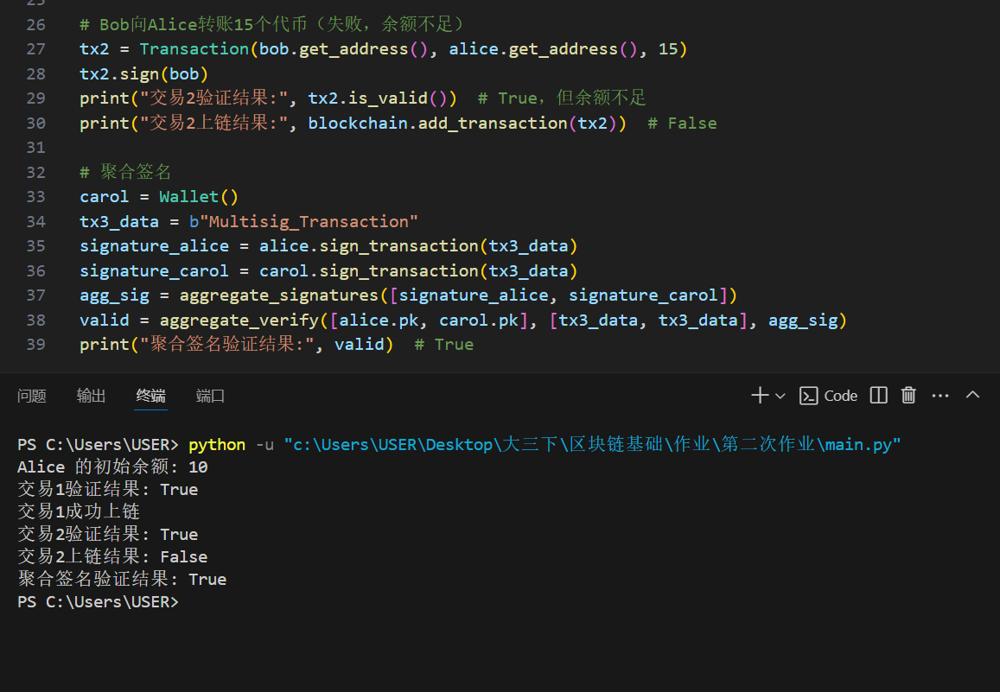 25
26 # Bob向Alice转账15个代币（失败，余额不足）
27 tx2 = Transaction(bob.get_address(), alice.get_address(), 15)
28 tx2.sign(bob)
29 print("交易2验证结果:", tx2.is_valid())  # True，但余额不足
30 print("交易2上链结果:", blockchain.add_transaction(tx2))  # False
31
32 # 聚合签名
33 carol = Wallet()
34 tx3_data = b"Multisig_Transaction"
35 signature_alice = alice.sign_transaction(tx3_data)
36 signature_carol = carol.sign_transaction(tx3_data)
37 agg_sig = aggregate_signatures([signature_alice, signature_carol])
38 valid = aggregate_verify([alice.pk, carol.pk], [tx3_data, tx3_data], agg_sig)
39 print("聚合签名验证结果:", valid)  # True
问题 输出 终端 端口 Code
PS C:\Users\USER> python -u "c:\Users\USER\Desktop\大三下\区块链基础\作业\第二次作业\main.py"
Alice 的初始余额: 10
交易1验证结果: True
交易1成功上链
交易2验证结果: True
交易2上链结果: False
聚合签名验证结果: True
PS C:\Users\USER>